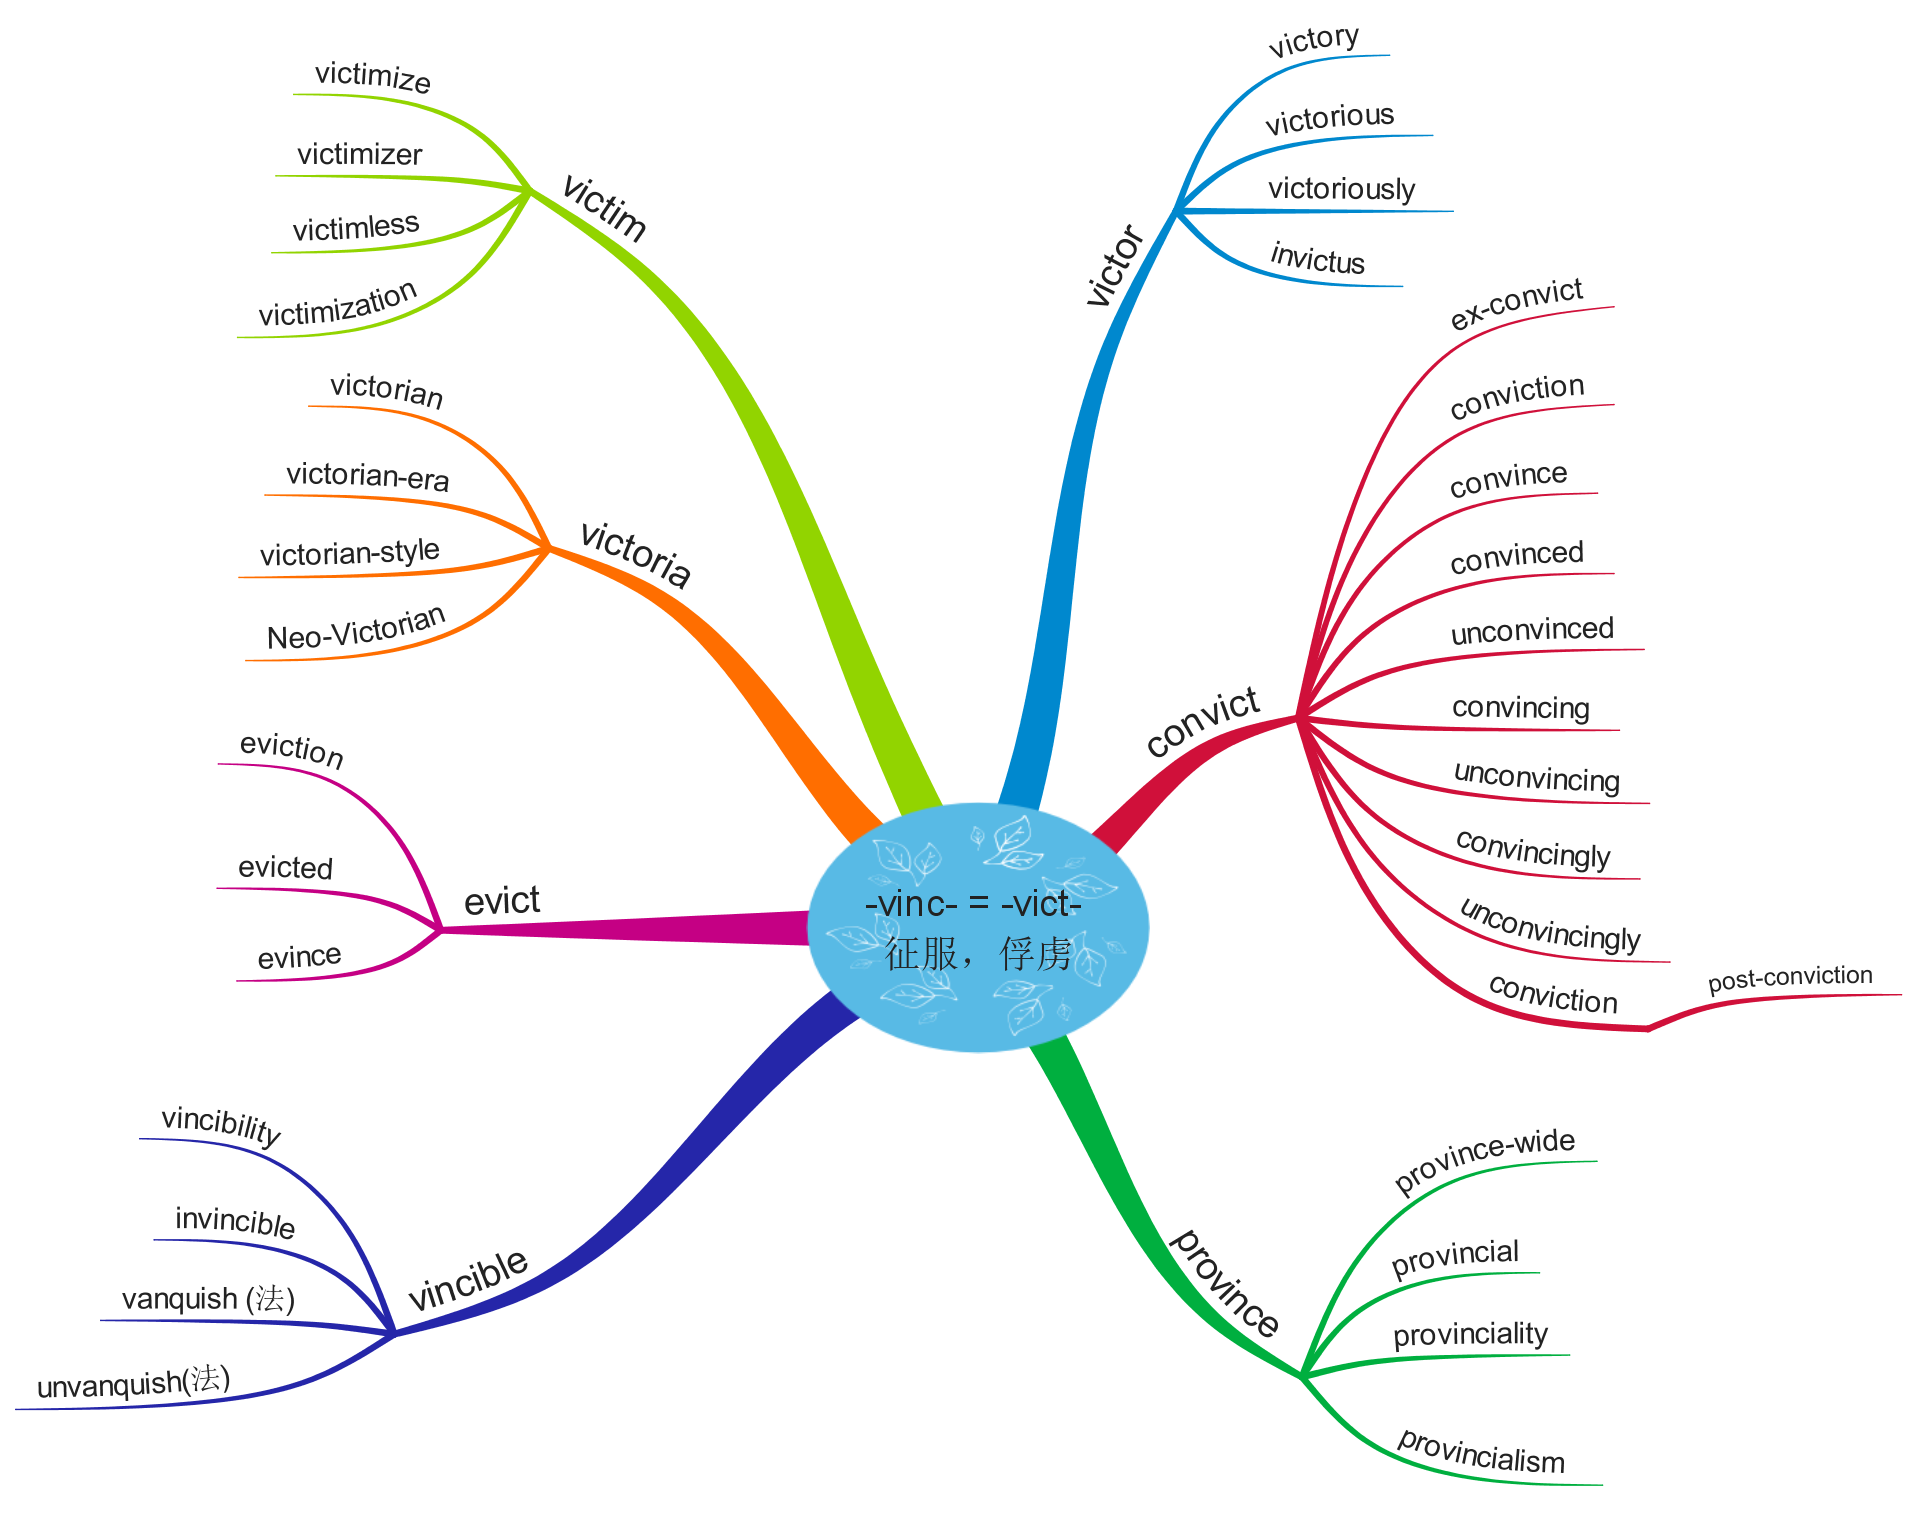 -vinc- = -vict-
征服，俘虏
victor
victory
victorious
victoriously
invictus
convict
ex-convict
conviction
convince
convinced
unconvinced
convincing
unconvincing
convincingly
unconvincingly
conviction
post-conviction
province
province-wide
provincial
provinciality
provincialism
victim
victimize
victimizer
victimless
victimization
victoria
victorian
victorian-era
victorian-style
Neo-Victorian
evict
eviction
evicted
evince
vincible
vincibility
invincible
vanquish (法)
unvanquish(法)